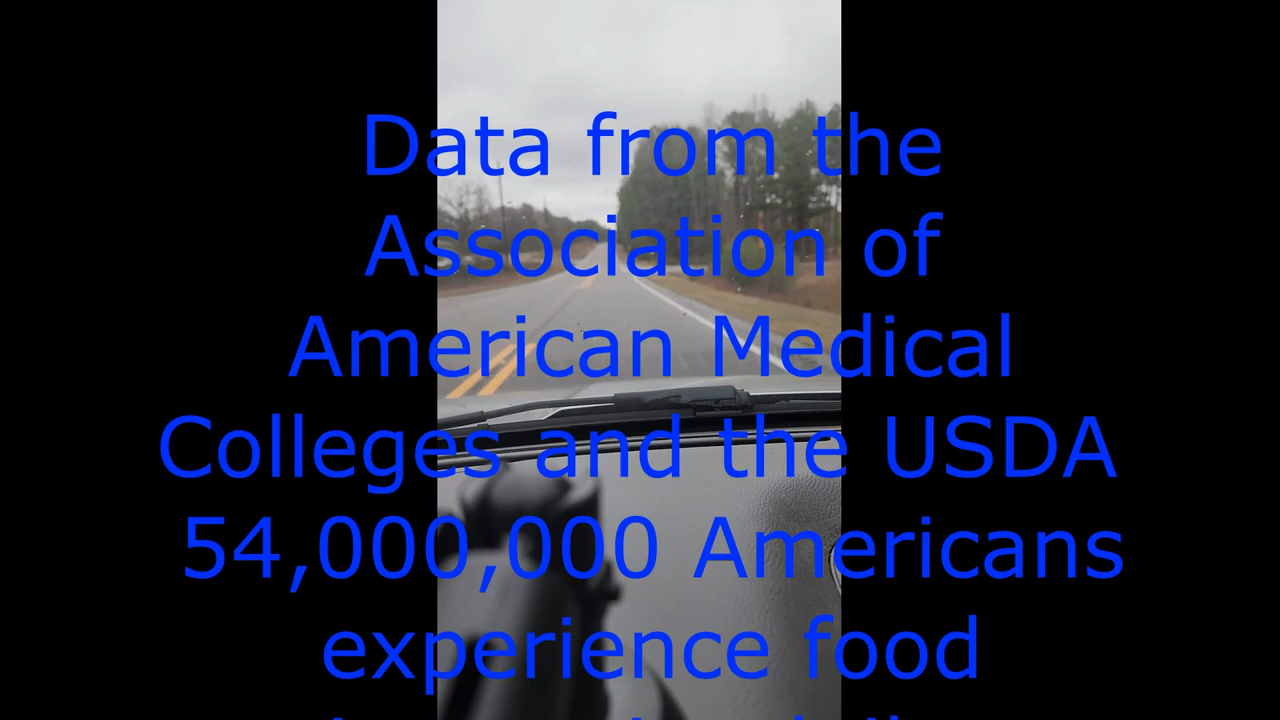 Data from the
Association of
American Medical
Colleges and the USDA
54,000,000 Americans
experience food